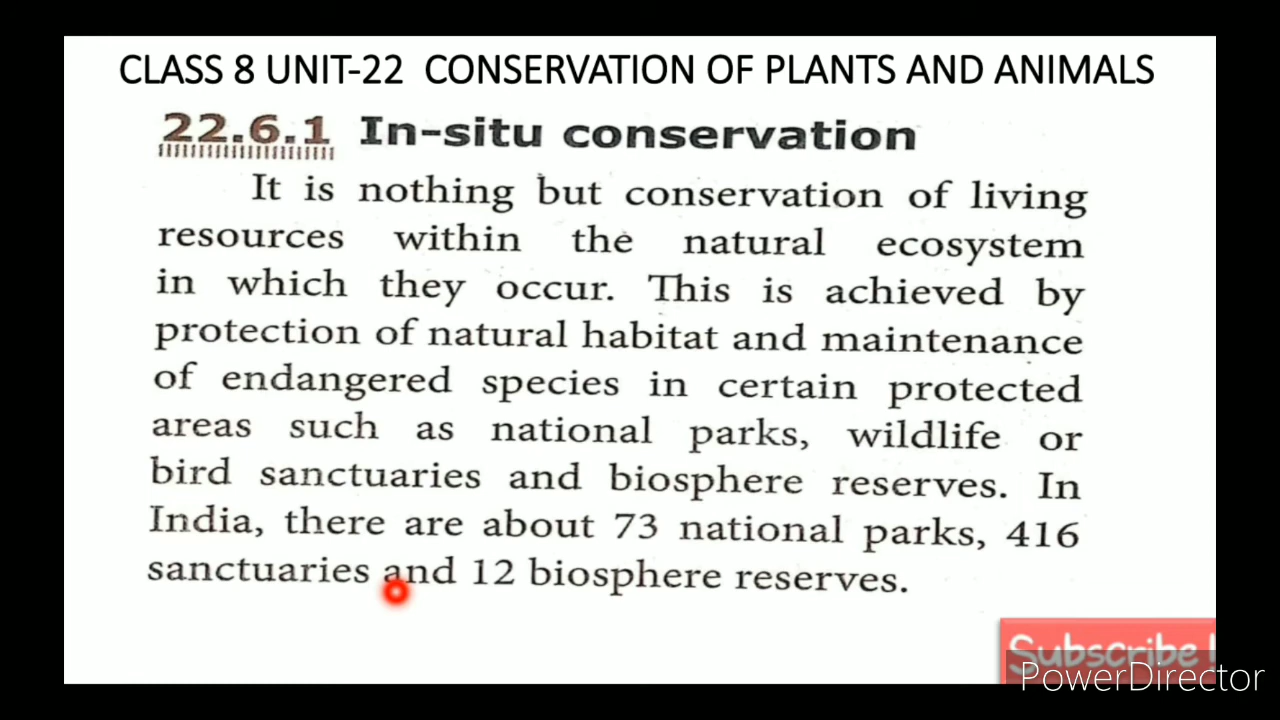 CLASS 8 UNIT-22 CONSERVATION OF PLANTS AND ANIMALS
22.6.1 In-situ conservation
It is nothing but conservation of living
resources within the natural ecosystem
in which they occur. This is achieved by
protection of natural habitat and maintenance
of endangered species in certain protected
areas such as national parks, wildlife or
bird sanctuaries and biosphere reserves. In
India, there are about 73 national parks, 416
sanctuaries and 12 biosphere reserves.
Subscribe !
PowerDirector